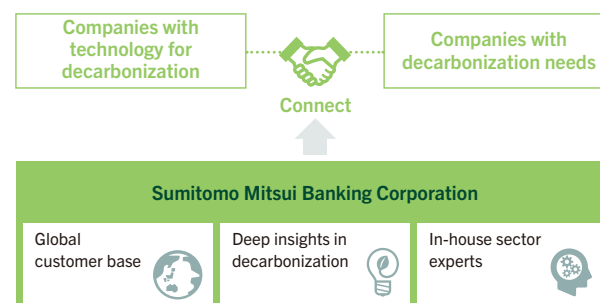 Companies with
technology for
decarbonization
Companies with
decarbonization needs
Connect
Sumitomo Mitsui Banking Corporation
Global
customer base
Deep insights in
decarbonization
In-house sector
experts